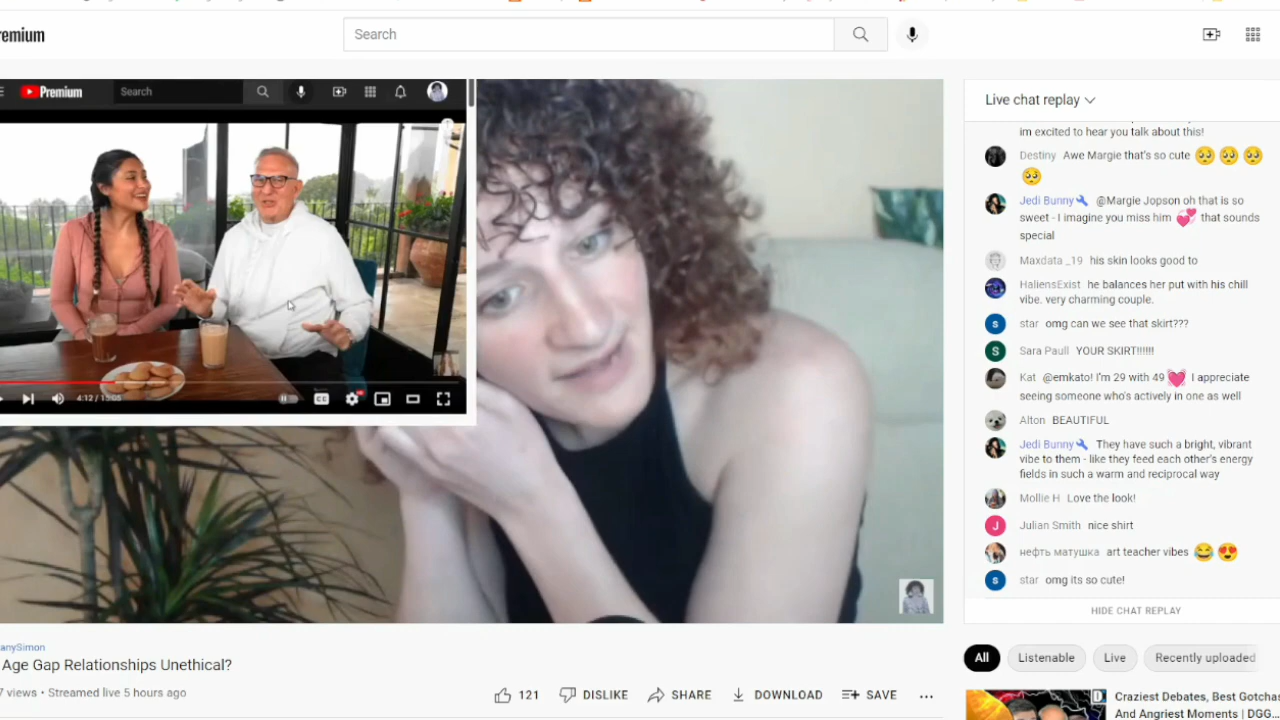 remium
Search
Premium
Search
4:12 / 15:05
Live chat replay
im excited to hear you talk about this!
Destiny Awe Margie that's so cute 🥺 🥺 🥺
🥺
Jedi Bunny @Margie Jopson oh that is so
sweet - I imagine you miss him 💞 that sounds
special
Maxdata _19 his skin looks good to
HaliensExist he balances her put with his chill
vibe. very charming couple.
star omg can we see that skirt???
Sara Paull YOUR SKIRT!!!!!!
Kat @emkato! I'm 29 with 49 💓 I appreciate
seeing someone who's actively in one as well
Alton BEAUTIFUL
Jedi Bunny They have such a bright, vibrant
vibe to them - like they feed each other's energy
fields in such a warm and reciprocal way
Mollie H Love the look!
Julian Smith nice shirt
нефть матушка art teacher vibes 😂 😍
star omg its so cute!
HIDE CHAT REPLAY
anySimon
Age Gap Relationships Unethical?
7 views • Streamed live 5 hours ago
121
DISLIKE
SHARE
DOWNLOAD
SAVE
All
Listenable
Live
Recently uploaded
Craziest Debates, Best Gotchas
And Angriest Moments | DGG